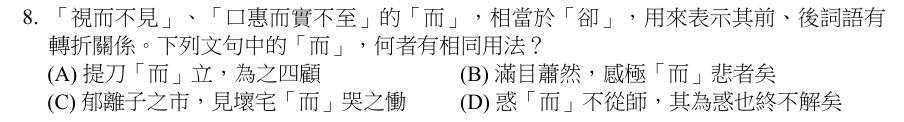 8. 「視而不見」、「口惠而實不至」的「而」，相當於「卻」，用來表示其前、後詞語有
轉折關係。下列文句中的「而」，何者有相同用法？
(A) 提刀「而」立，為之四顧 (B) 滿目蕭然，感極「而」悲者矣
(C) 郁離子之市，見壞宅「而」哭之慟 (D) 惑「而」不從師，其為惑也終不解矣